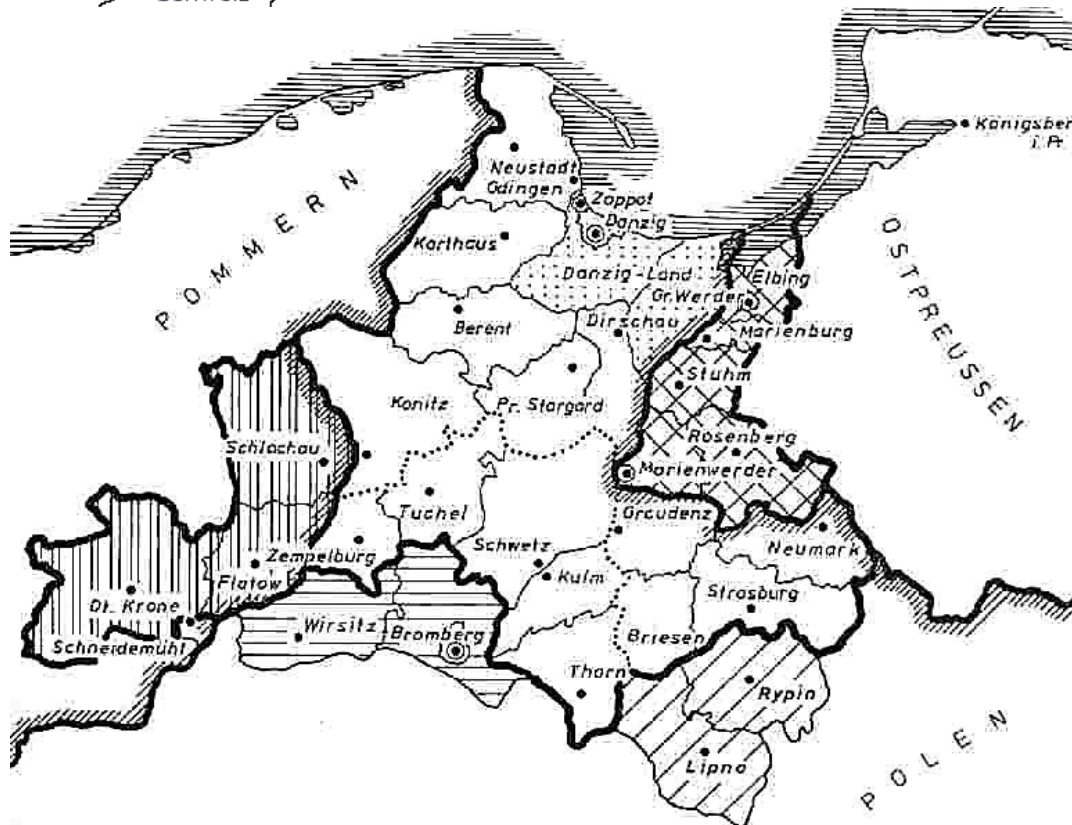 Königsber
i. Pr.
Neustadt
Gdingen
Zoppot
Danzig
POMMERN
Karthaus
OSTPREUSSEN
Danzig-Land
Elbing
Gr. Werder
Berent
Dirschau
Marienburg
Stuhm
Konitz
Pr. Stargard
Schlochau
Rosenberg
Marienwerder
Tuchel
Graudenz
Zempelburg
Schwetz
Neumark
Flatow
Kulm
Dt. Krone
Strasburg
Wirsitz
Bromberg
Briesen
Schneidemühl
Thorn
Rypin
Lipno
POLEN